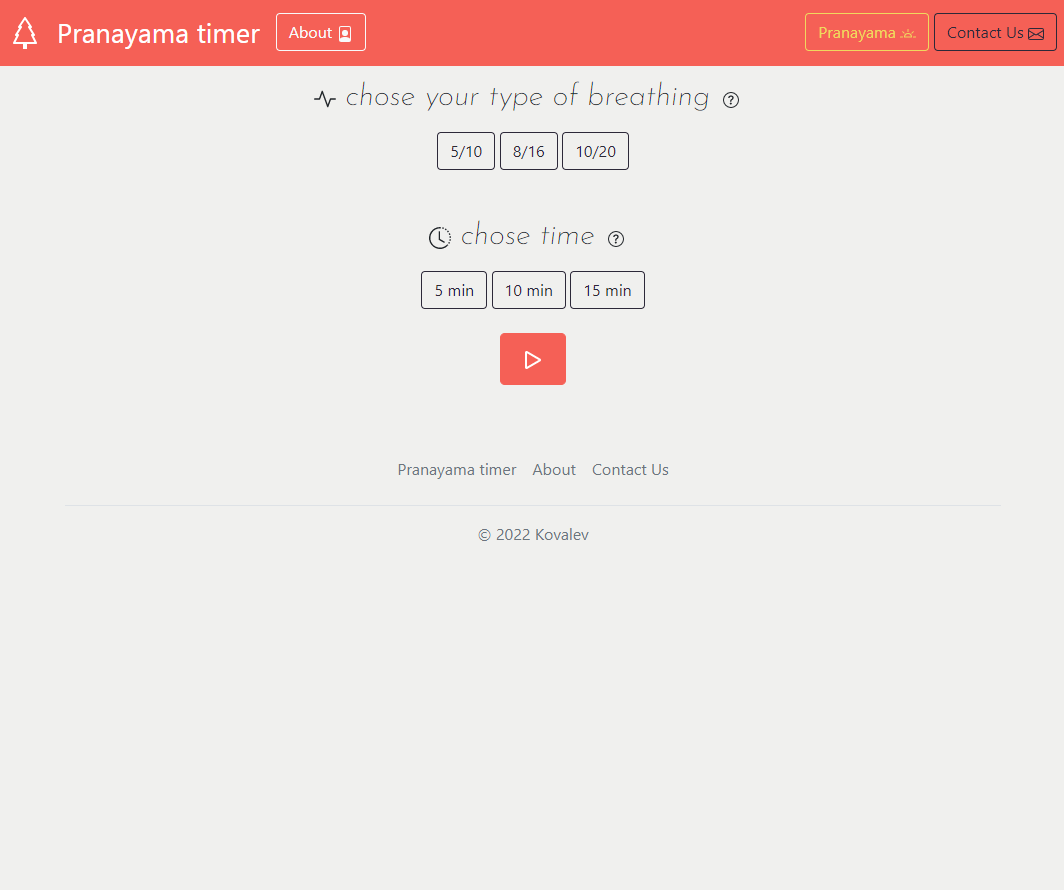 Pranayama timer About Pranayama Contact Us
chose your type of breathing
5/10 8/16 10/20
chose time
5 min 10 min 15 min
Pranayama timer About Contact Us
© 2022 Kovalev